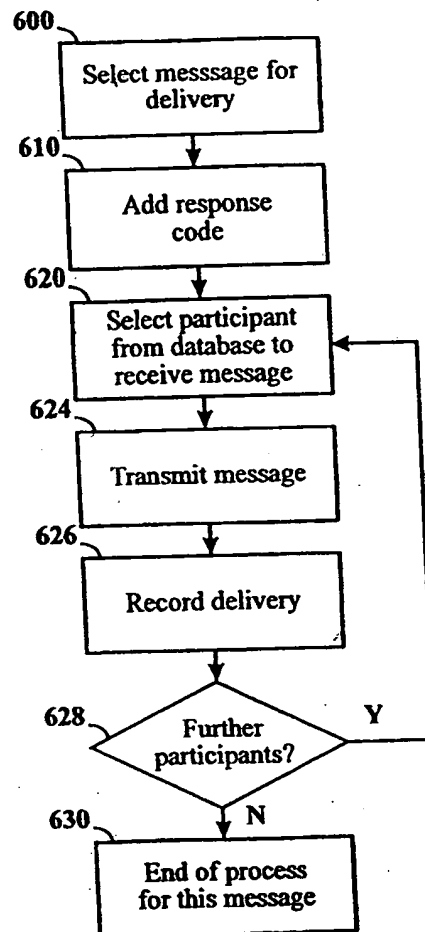 600
Select messsage for
delivery
610
Add response
code
620
Select participant
from database to
receive message
624
Transmit message
626
Record delivery
628
Further
participants?
Y
N
630
End of process
for this message